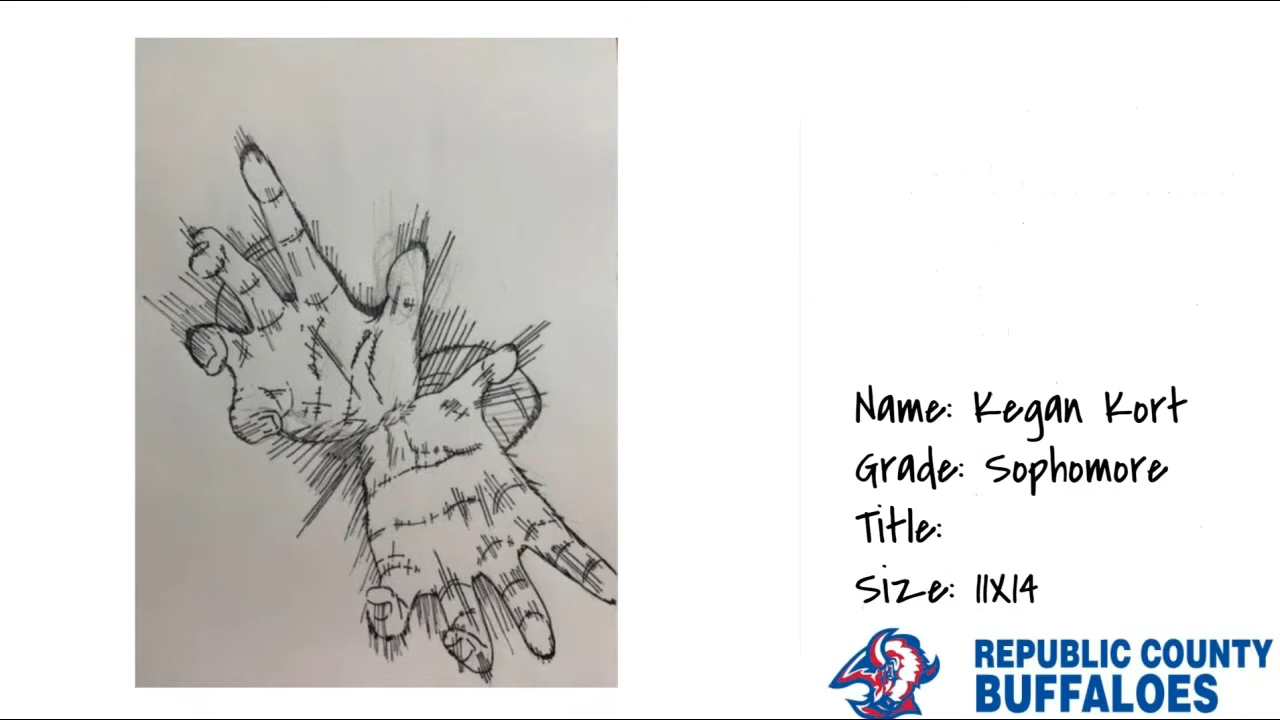 Name: Kegan Kort
Grade: Sophomore
Title:
Size: 11X14
REPUBLIC COUNTY
BUFFALOES